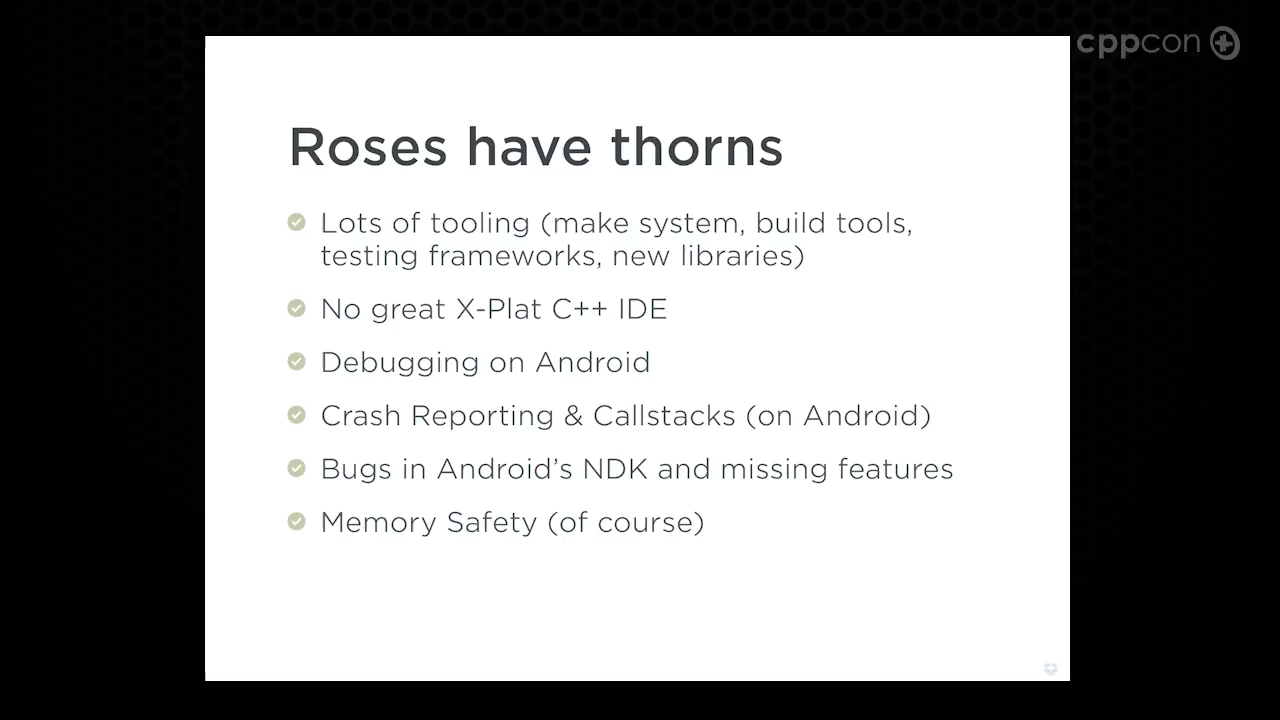 cppcon
Roses have thorns
Lots of tooling (make system, build tools,
testing frameworks, new libraries)
No great X-Plat C++ IDE
Debugging on Android
Crash Reporting & Callstacks (on Android)
Bugs in Android’s NDK and missing features
Memory Safety (of course)